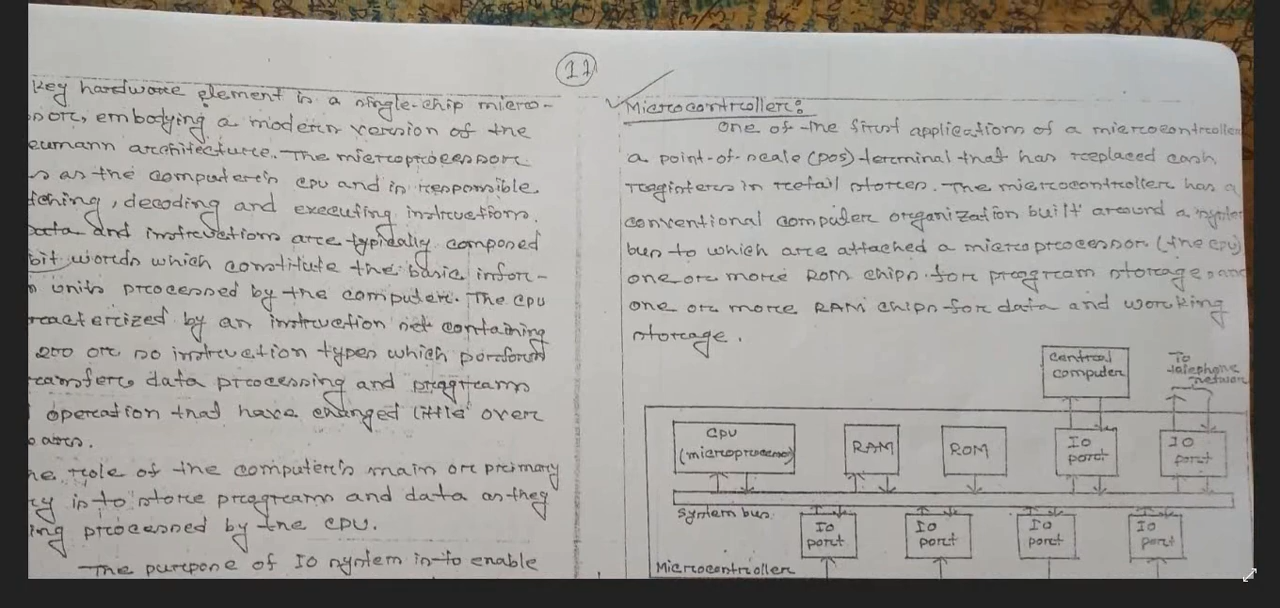 11
Key hardware element is a single-chip micro-
sor, embodying a modern version of the
eumann architecture. The microprocessor
s as the computer's CPU and is responsible
tching, decoding and executing instructions.
Data and instructions are typically composed
bit words which constitute the basic infor-
n units processed by the computer. The CPU
racterized by an instruction set containing
200 or so instruction types which perform
ransfers data processing and program
operation that have changed little over
ears.
he role of the computer's main or primary
ry is to store programs and data as they
ing processed by the CPU.
The purpose of IO system is to enable
Microcontroller:
One of the first applications of a microcontroller
a point-of-sale (POS) terminal that has replaced cash
registers in retail stores. The microcontroller has a
conventional computer organization built around a system
bus to which are attached a microprocessor (the CPU)
one or more ROM chips for program storage, and
one or more RAM chips for data and working
storage.
Central
computer
To
telephone
network
CPU
(microprocessor)
RAM
ROM
IO
port
IO
port
System bus
IO
port
IO
port
IO
port
IO
port
Microcontroller